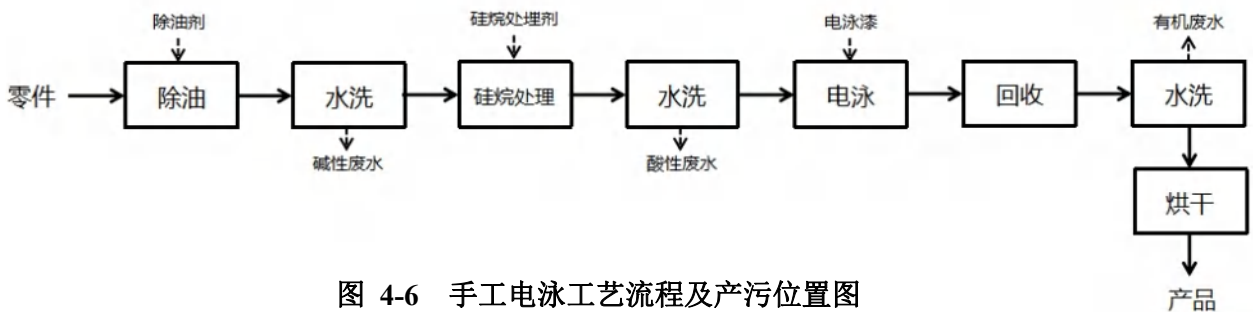 除油剂
硅烷处理剂
电泳漆
有机废水
零件
除油
水洗
硅烷处理
水洗
电泳
回收
水洗
碱性废水
酸性废水
烘干
图 4-6 手工电泳工艺流程及产污位置图
产品